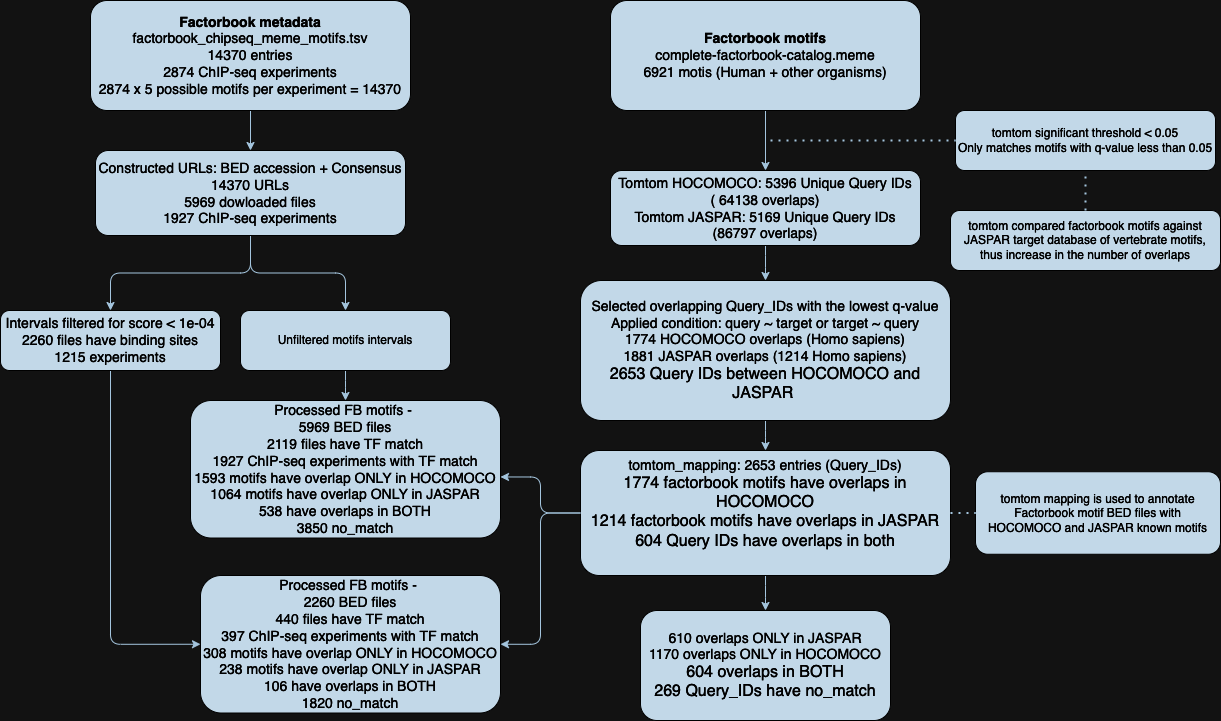 Factorbook metadata
factorbook_chipseq_meme_motifs.tsv
14370 entries
2874 ChIP-seq experiments
2874 x 5 possible motifs per experiment = 14370
Factorbook motifs
complete-factorbook-catalog.meme
6921 motis (Human + other organisms)
tomtom significant threshold < 0.05
Only matches motifs with q-value less than 0.05
Constructed URLs: BED accession + Consensus
14370 URLs
5969 dowloaded files
1927 ChIP-seq experiments
Tomtom HOCOMOCO: 5396 Unique Query IDs
( 64138 overlaps)
Tomtom JASPAR: 5169 Unique Query IDs
(86797 overlaps)
tomtom compared factorbook motifs against
JASPAR target database of vertebrate motifs,
thus increase in the number of overlaps
Intervals filtered for score < 1e-04
2260 files have binding sites
1215 experiments
Unfiltered motifs intervals
Selected overlapping Query_IDs with the lowest q-value
Applied condition: query ~ target or target ~ query
1774 HOCOMOCO overlaps (Homo sapiens)
1881 JASPAR overlaps (1214 Homo sapiens)
2653 Query IDs between HOCOMOCO and
JASPAR
Processed FB motifs -
5969 BED files
2119 files have TF match
1927 ChIP-seq experiments with TF match
1593 motifs have overlap ONLY in HOCOMOCO
1064 motifs have overlap ONLY in JASPAR
538 have overlaps in BOTH
3850 no_match
tomtom_mapping: 2653 entries (Query_IDs)
1774 factorbook motifs have overlaps in
HOCOMOCO
1214 factorbook motifs have overlaps in JASPAR
604 Query IDs have overlaps in both
tomtom mapping is used to annotate
Factorbook motif BED files with
HOCOMOCO and JASPAR known motifs
Processed FB motifs -
2260 BED files
440 files have TF match
397 ChIP-seq experiments with TF match
308 motifs have overlap ONLY in HOCOMOCO
238 motifs have overlap ONLY in JASPAR
106 have overlaps in BOTH
1820 no_match
610 overlaps ONLY in JASPAR
1170 overlaps ONLY in HOCOMOCO
604 overlaps in BOTH
269 Query_IDs have no_match